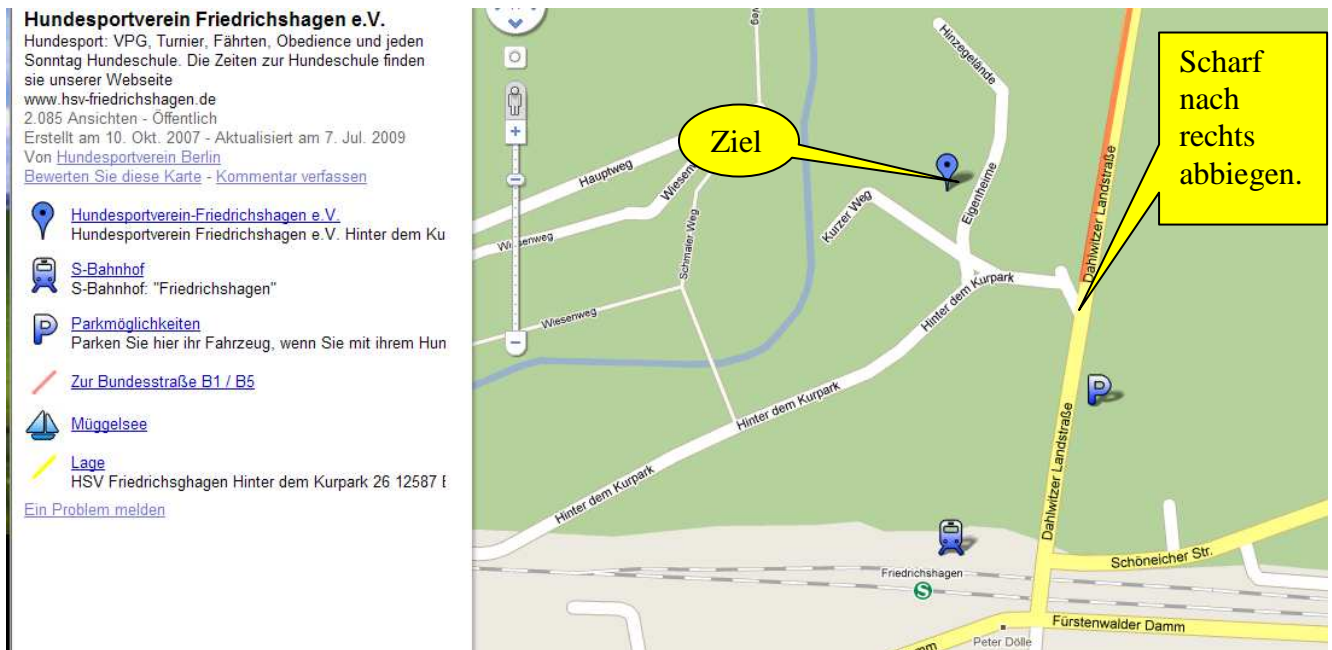 Hundesportverein Friedrichshagen e.V.
Hundesport: VPG, Turnier, Fährten, Obedience und jeden
Sonntag Hundeschule. Die Zeiten zur Hundeschule finden
sie unserer Webseite
www.hsv-friedrichshagen.de
2.085 Ansichten - Öffentlich
Erstellt am 10. Okt. 2007 - Aktualisiert am 7. Jul. 2009
Von Hundesportverein Berlin
Bewerten Sie diese Karte - Kommentar verfassen
Hundesportverein-Friedrichshagen e.V.
Hundesportverein Friedrichshagen e.V. Hinter dem Ku
S-Bahnhof
S-Bahnhof: "Friedrichshagen"
Parkmöglichkeiten
Parken Sie hier ihr Fahrzeug, wenn Sie mit ihrem Hun
Zur Bundesstraße B1 / B5
Müggelsee
Lage
HSV Friedrichsghagen Hinter dem Kurpark 26 12587
Ein Problem melden
Weg
Hinzegelände
Ziel
Scharf
nach
rechts
abbiegen.
Hauptweg
Wiesenweg
Schmaler Weg
Wiesenweg
Kurzer Weg
Eigenheime
Dahlwitzer Landstraße
Hinter dem Kurpark
Wiesenweg
Hinter dem Kurpark
Hinter dem Kurpark
P
Dahlwitzer Landstraße
Dahlwitzer Landstraße
Schöneicher Str.
Friedrichshagen
S
Fürstenwalder Damm
Peter Dölle